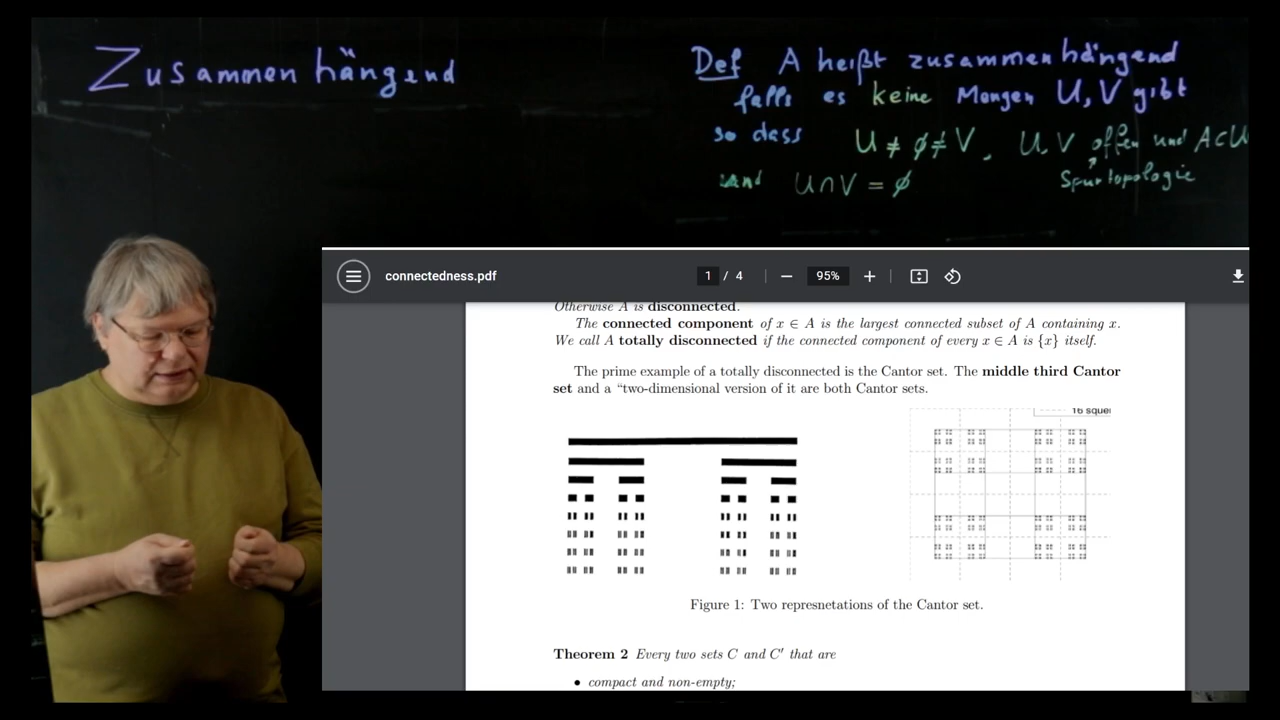 Zusammenhängend
Def A heißt zusammenhängend
falls es keine Mengen U, V gibt
so dass U ≠ ∅ ≠ V, U, V offen und A⊂U
und U∩V = ∅ Spurtopologie
connectedness.pdf 1 / 4 95%
Otherwise A is disconnected.
The connected component of x ∈ A is the largest connected subset of A containing x.
We call A totally disconnected if the connected component of every x ∈ A is {x} itself.
The prime example of a totally disconnected is the Cantor set. The middle third Cantor
set and a “two-dimensional version of it are both Cantor sets.
16 squer
Figure 1: Two represnetations of the Cantor set.
Theorem 2 Every two sets C and C′ that are
• compact and non-empty;